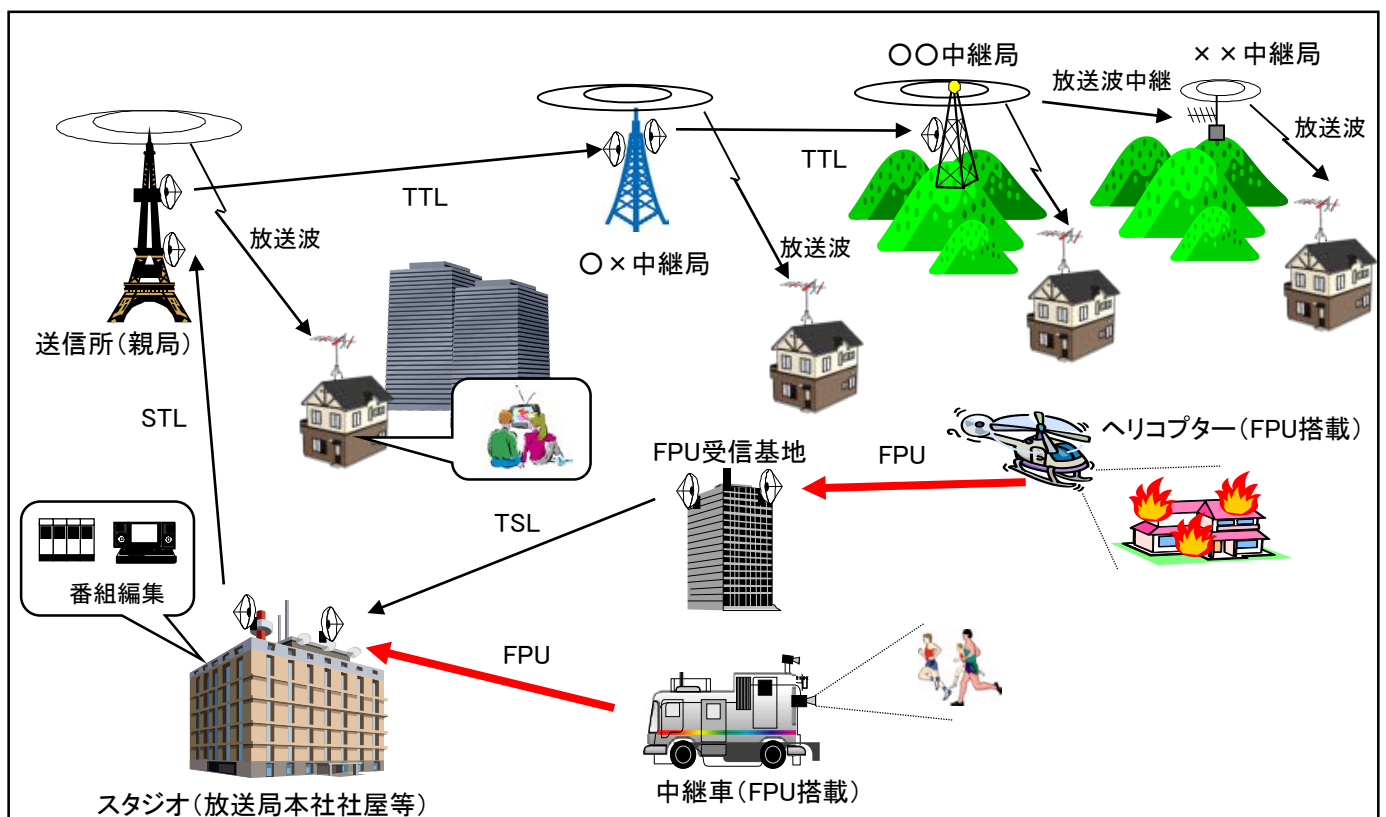 〇〇中継局
××中継局
放送波中継
放送波
TTL
TTL
放送波
放送波
〇×中継局
送信所(親局)
STL
ヘリコプター(FPU搭載)
FPU受信基地
FPU
TSL
番組編集
FPU
スタジオ(放送局本社社屋等)
中継車(FPU搭載)